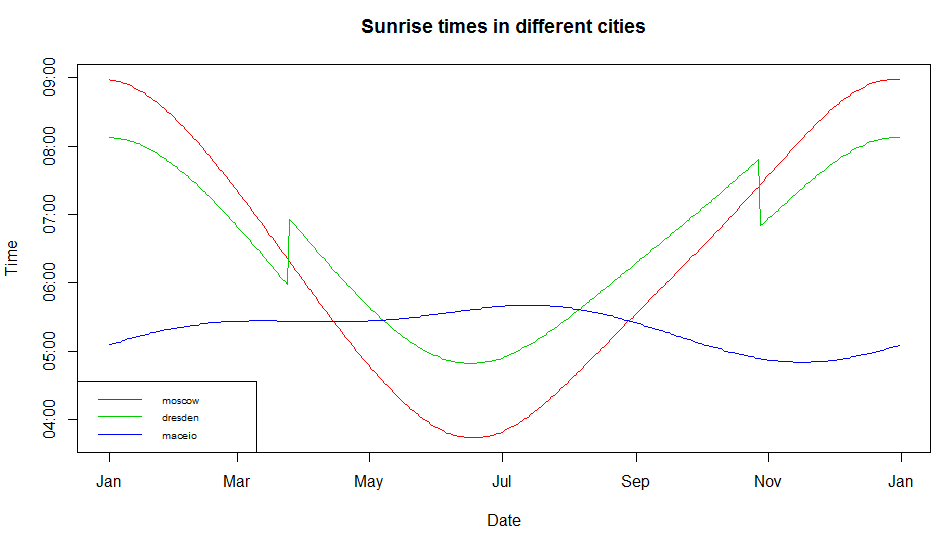 Sunrise times in different cities
Time
09:00
08:00
07:00
06:00
05:00
04:00
moscow
dresden
maceio
Jan Mar May Jul Sep Nov Jan
Date